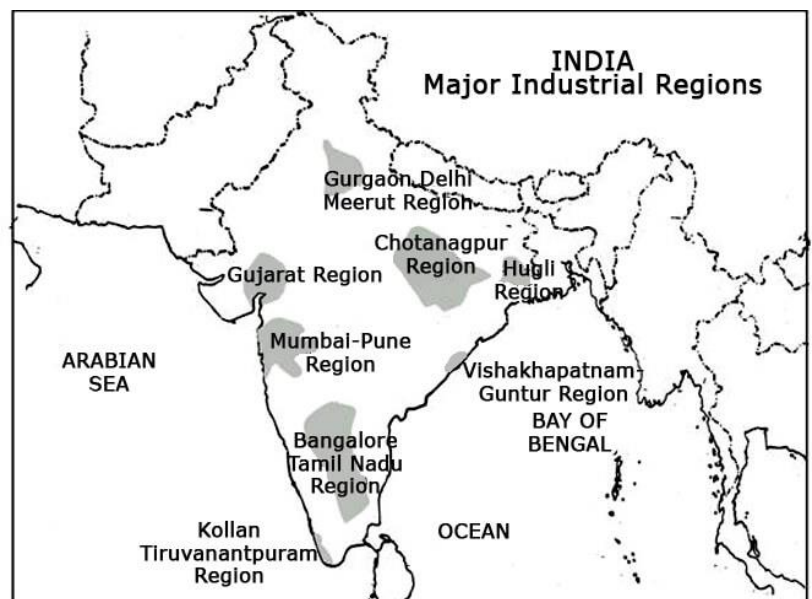 INDIA
Major Industrial Regions
Gurgaon Delhi
Meerut Region
Chotanagpur
Region
Hugli
Region
Gujarat Region
Mumbai-Pune
Region
ARABIAN
SEA
Vishakhapatnam-
Guntur Region
BAY OF
BENGAL
Bangalore
Tamil Nadu
Region
Kollan
Tiruvanantpuram
Region
OCEAN